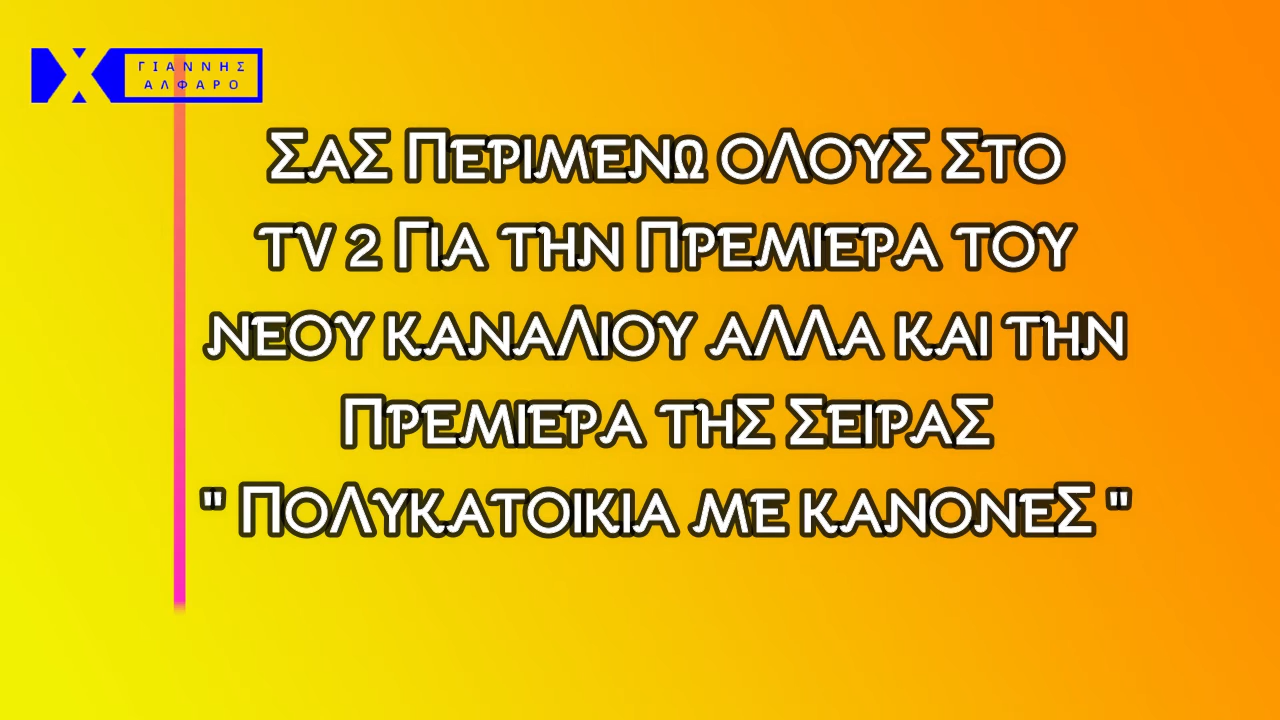 ΓΙΑΝΝΗΣ
ΑΛΦΑΡΟ
ΣΑΣ ΠΕΡΙΜΕΝΩ ΟΛΟΥΣ ΣΤΟ
TV 2 ΓΙΑ ΤΗΝ ΠΡΕΜΙΕΡΑ ΤΟΥ
ΝΕΟΥ ΚΑΝΑΛΙΟΥ ΑΛΛΑ ΚΑΙ ΤΗΝ
ΠΡΕΜΙΕΡΑ ΤΗΣ ΣΕΙΡΑΣ
" ΠΟΛΥΚΑΤΟΙΚΙΑ ΜΕ ΚΑΝΟΝΕΣ "